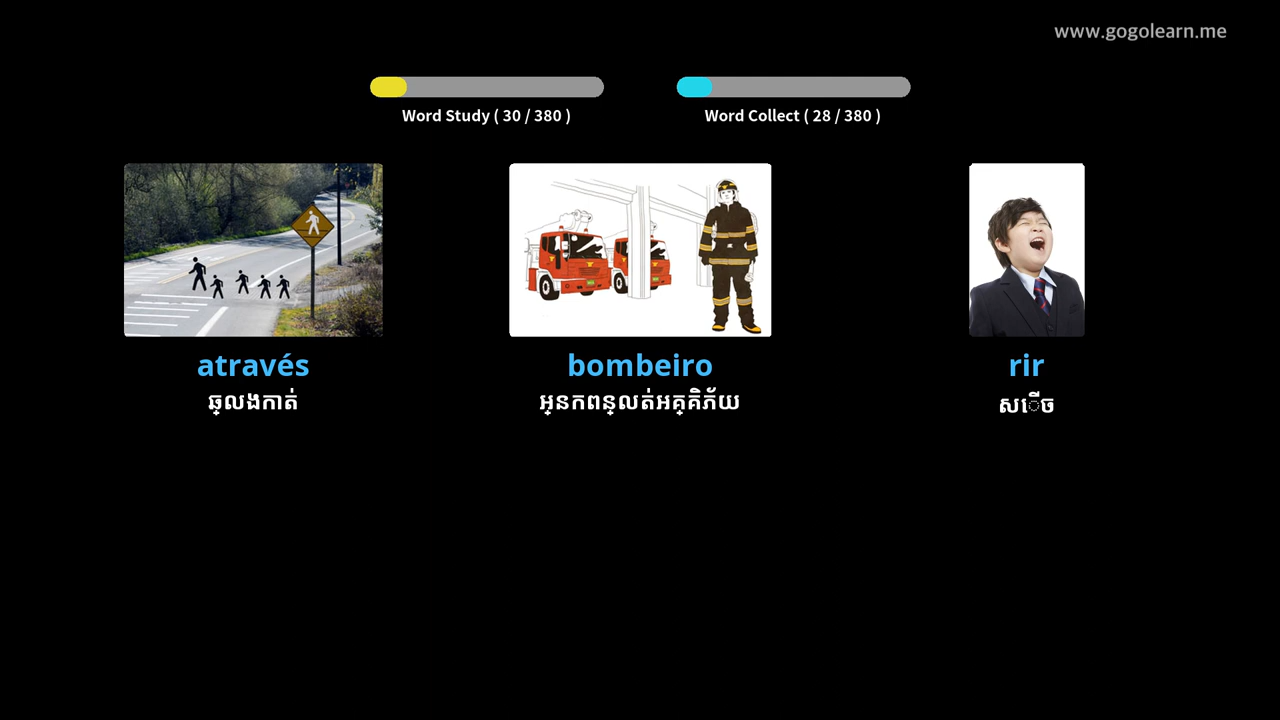 www.gogolearn.me
Word Study ( 30 / 380 )
Word Collect ( 28 / 380 )
através
bombeiro
rir
ឆ្លងកាត់
អ្នកពន្លត់អគ្គិភ័យ
សើច